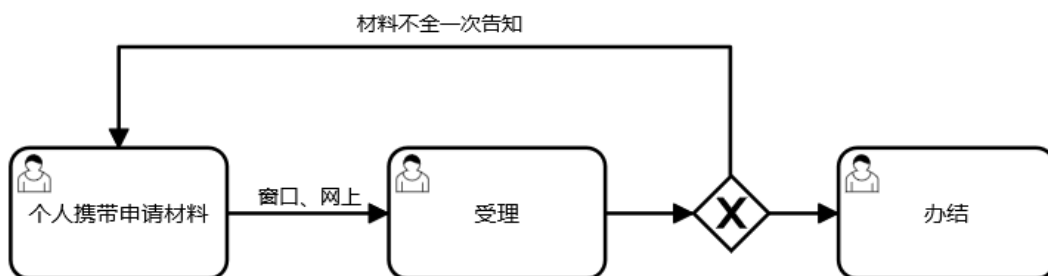 材料不全一次告知
个人携带申请材料
窗口、网上
受理
办结